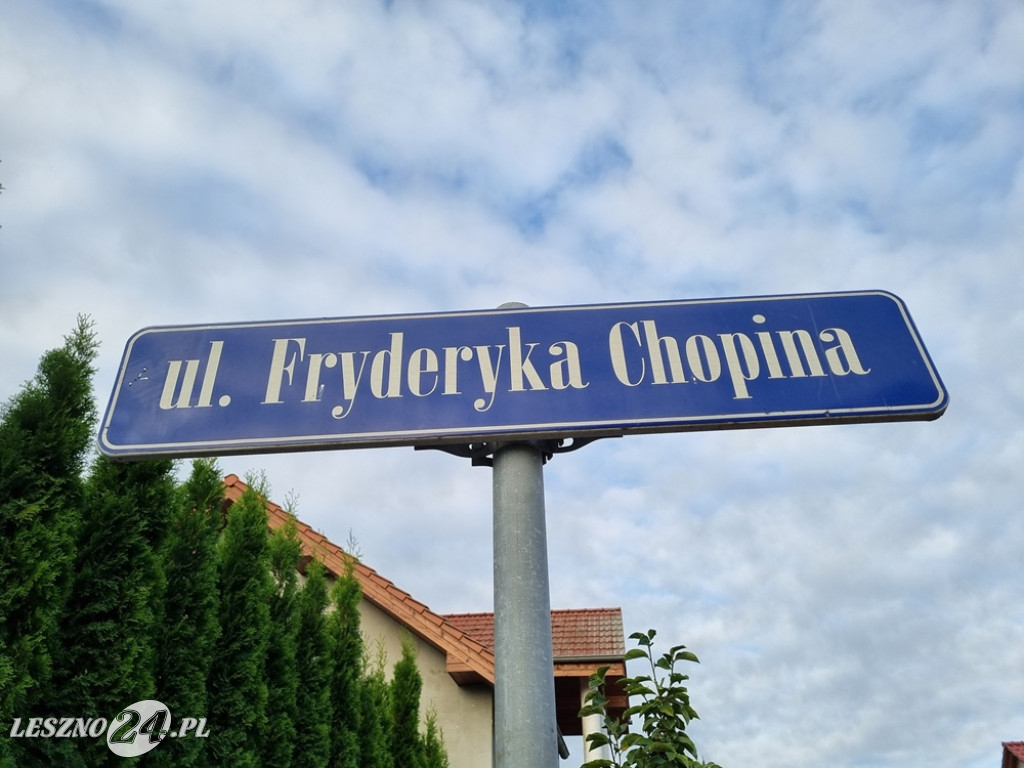 ul. Fryderyka Chopina
LESZNO24.PL